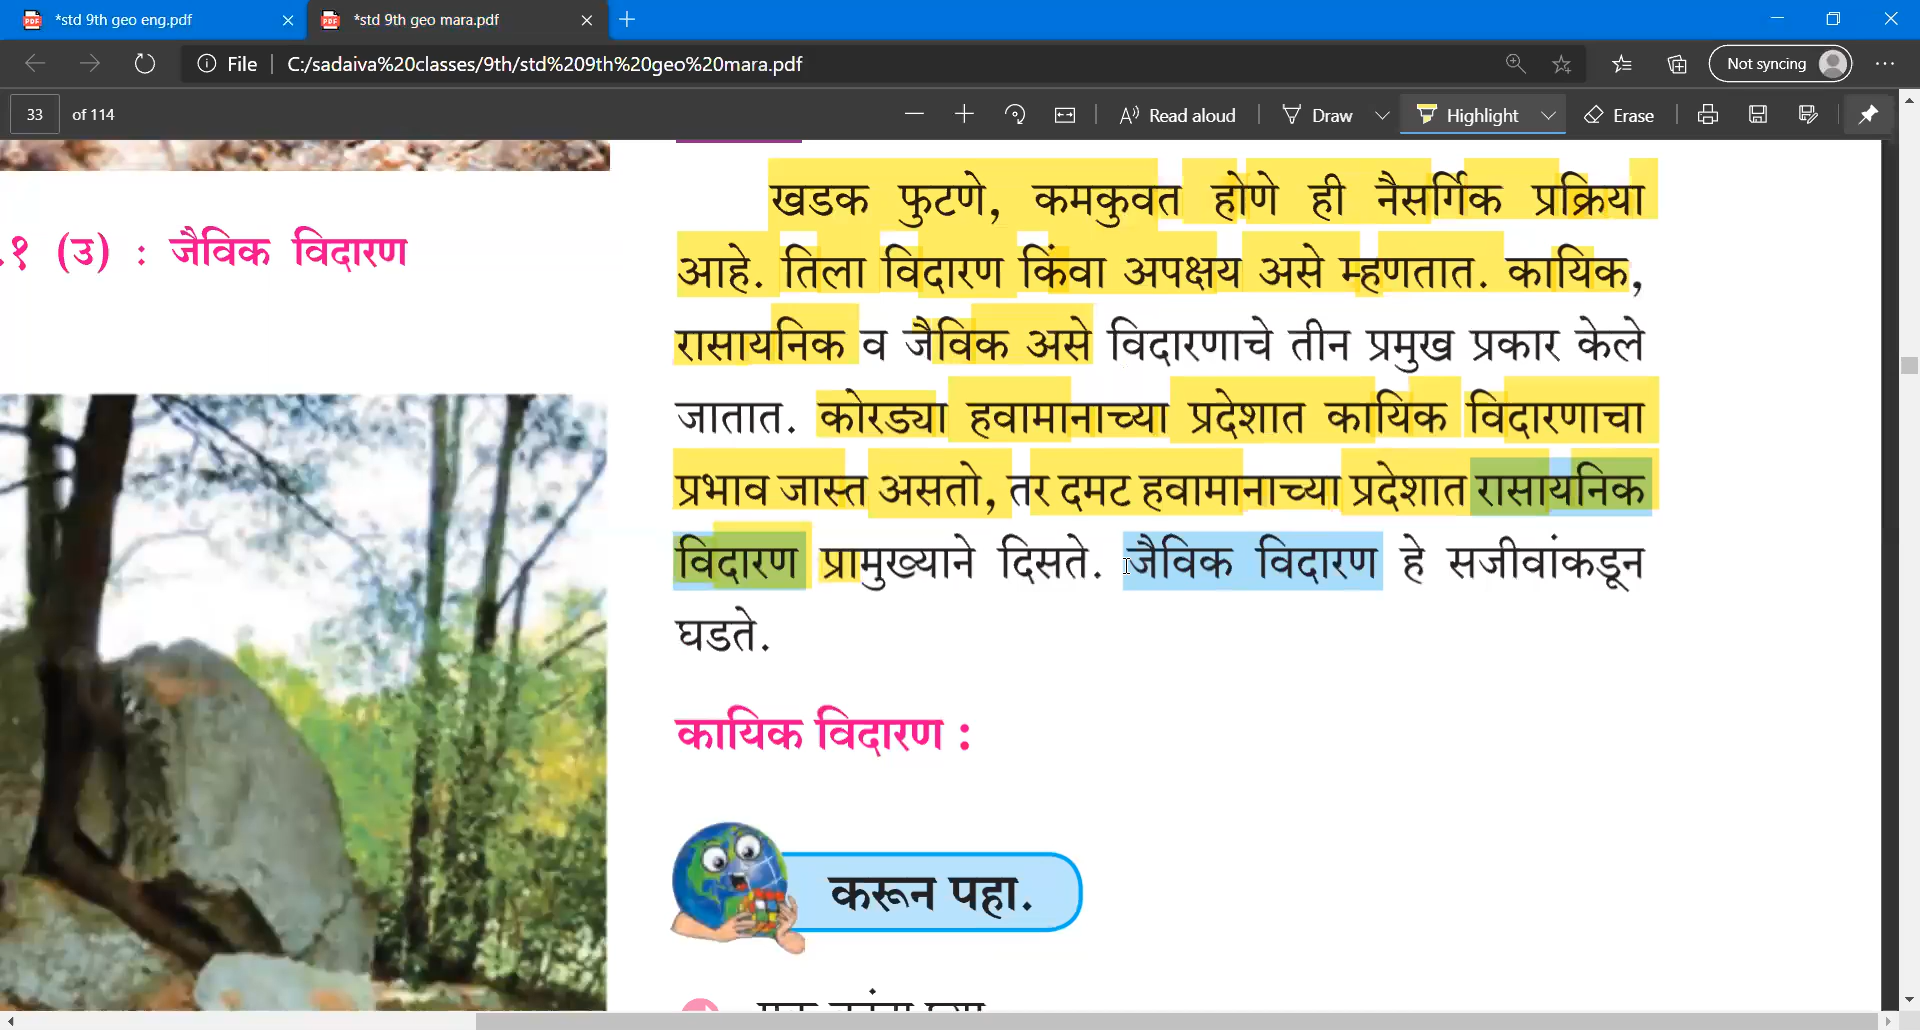 *std 9th geo eng.pdf
*std 9th geo mara.pdf
File
C:/sadaiva%20classes/9th/std%209th%20geo%20mara.pdf
Not syncing
33 of 114
Read aloud
Draw
Highlight
Erase
.१ (उ) : जैविक विदारण
खडक फुटणे, कमकुवत होणे ही नैसर्गिक प्रक्रिया
आहे. तिला विदारण किंवा अपक्षय असे म्हणतात. कायिक,
रासायनिक व जैविक असे विदारणाचे तीन प्रमुख प्रकार केले
जातात. कोरड्या हवामानाच्या प्रदेशात कायिक विदारणाचा
प्रभाव जास्त असतो, तर दमट हवामानाच्या प्रदेशात रासायनिक
विदारण प्रामुख्याने दिसते. जैविक विदारण हे सजीवांकडून
घडते.
कायिक विदारण :
करून पहा.